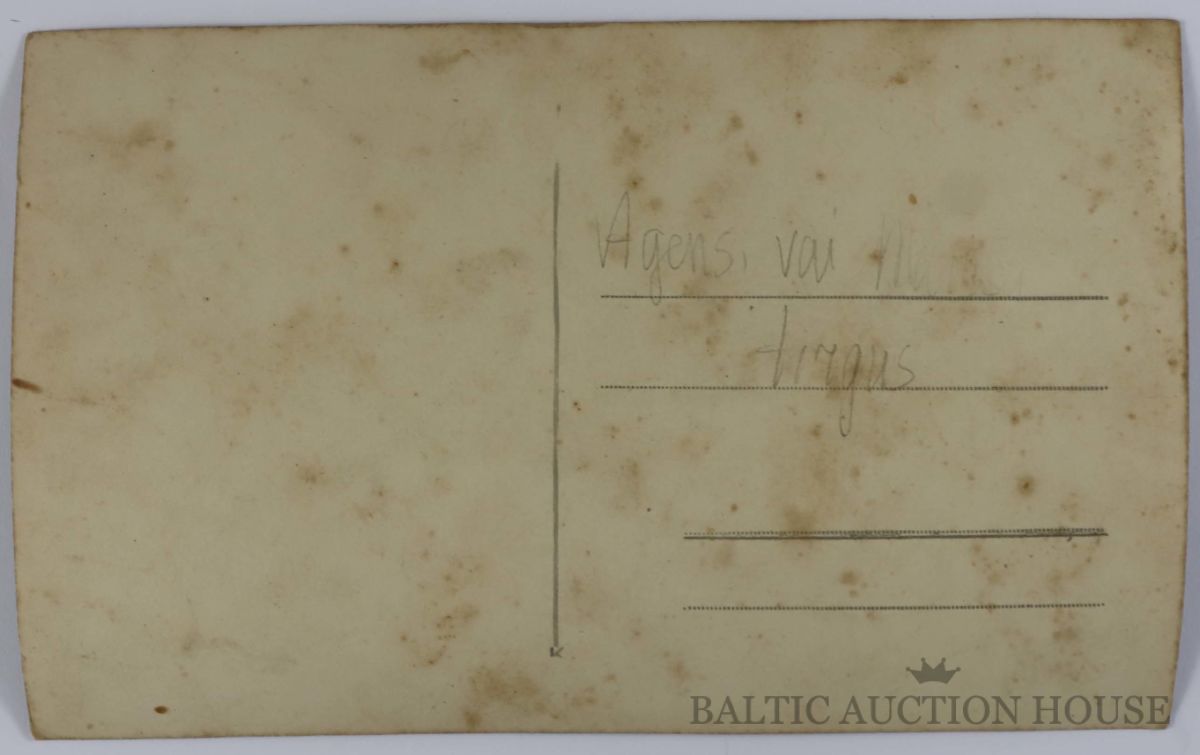 Agens. vai
tirgus
K
BALTIC AUCTION HOUSE